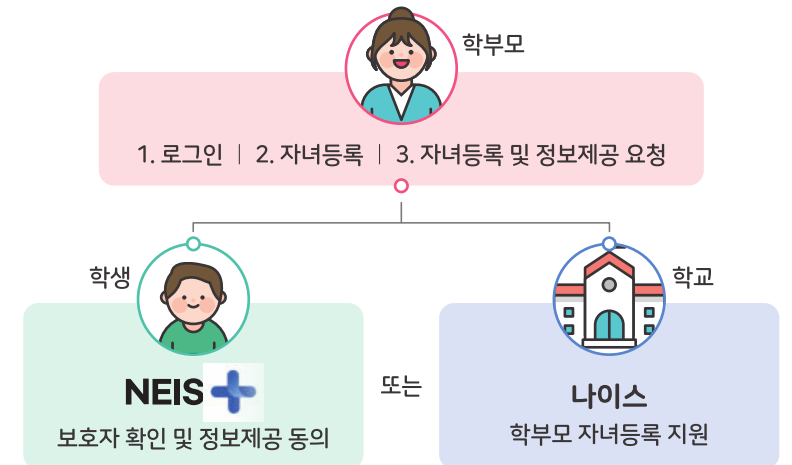 학부모
1. 로그인 | 2. 자녀등록 | 3. 자녀등록 및 정보제공 요청
학생
학교
NEIS
또는
나이스
보호자 확인 및 정보제공 동의
학부모 자녀등록 지원